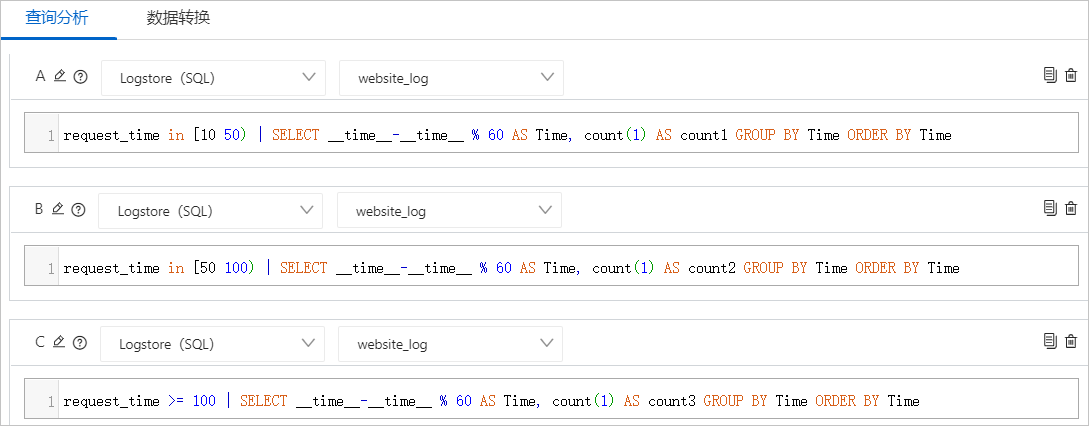 查询分析 数据转换
A Logstore (SQL) website_log
1 request_time in [10 50) | SELECT __time__-__time__ % 60 AS Time, count(1) AS count1 GROUP BY Time ORDER BY Time
B Logstore (SQL) website_log
1 request_time in [50 100) | SELECT __time__-__time__ % 60 AS Time, count(1) AS count2 GROUP BY Time ORDER BY Time
C Logstore (SQL) website_log
1 request_time >= 100 | SELECT __time__-__time__ % 60 AS Time, count(1) AS count3 GROUP BY Time ORDER BY Time